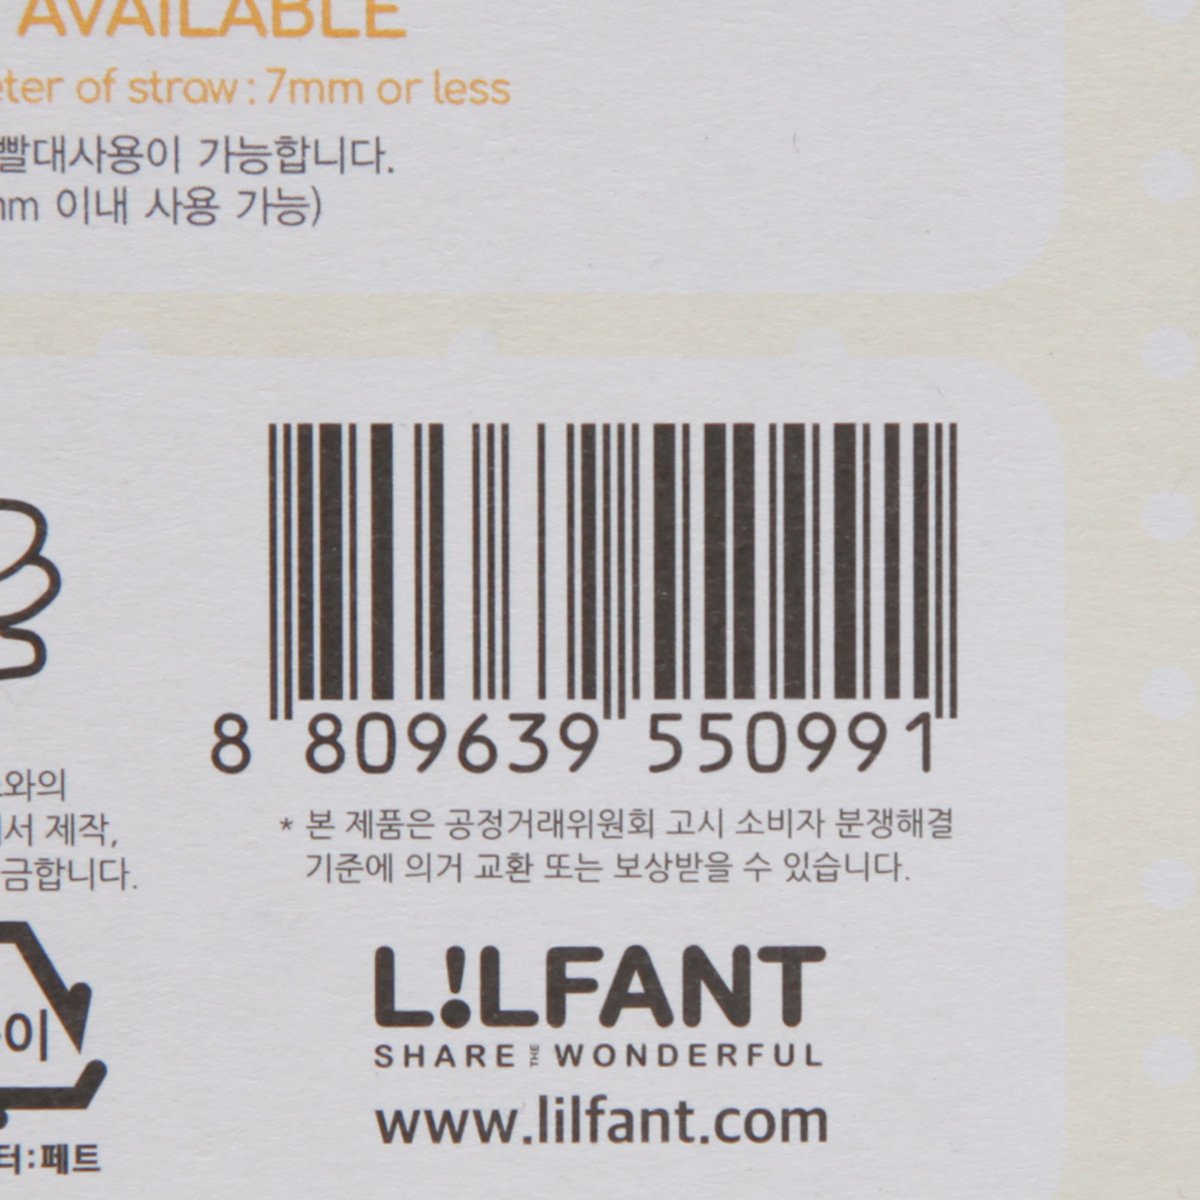 AVAILABLE
of straw : 7mm or less
빨대사용이 가능합니다.
이내 사용 가능)
8 809639 550991
와의
서 제작,
금합니다.
* 본 제품은 공정거래위원회 고시 소비자 분쟁해결
기준에 의거 교환 또는 보상받을 수 있습니다.
L!LFANT
SHARE THE WONDERFUL
www.lilfant.com
터:페트